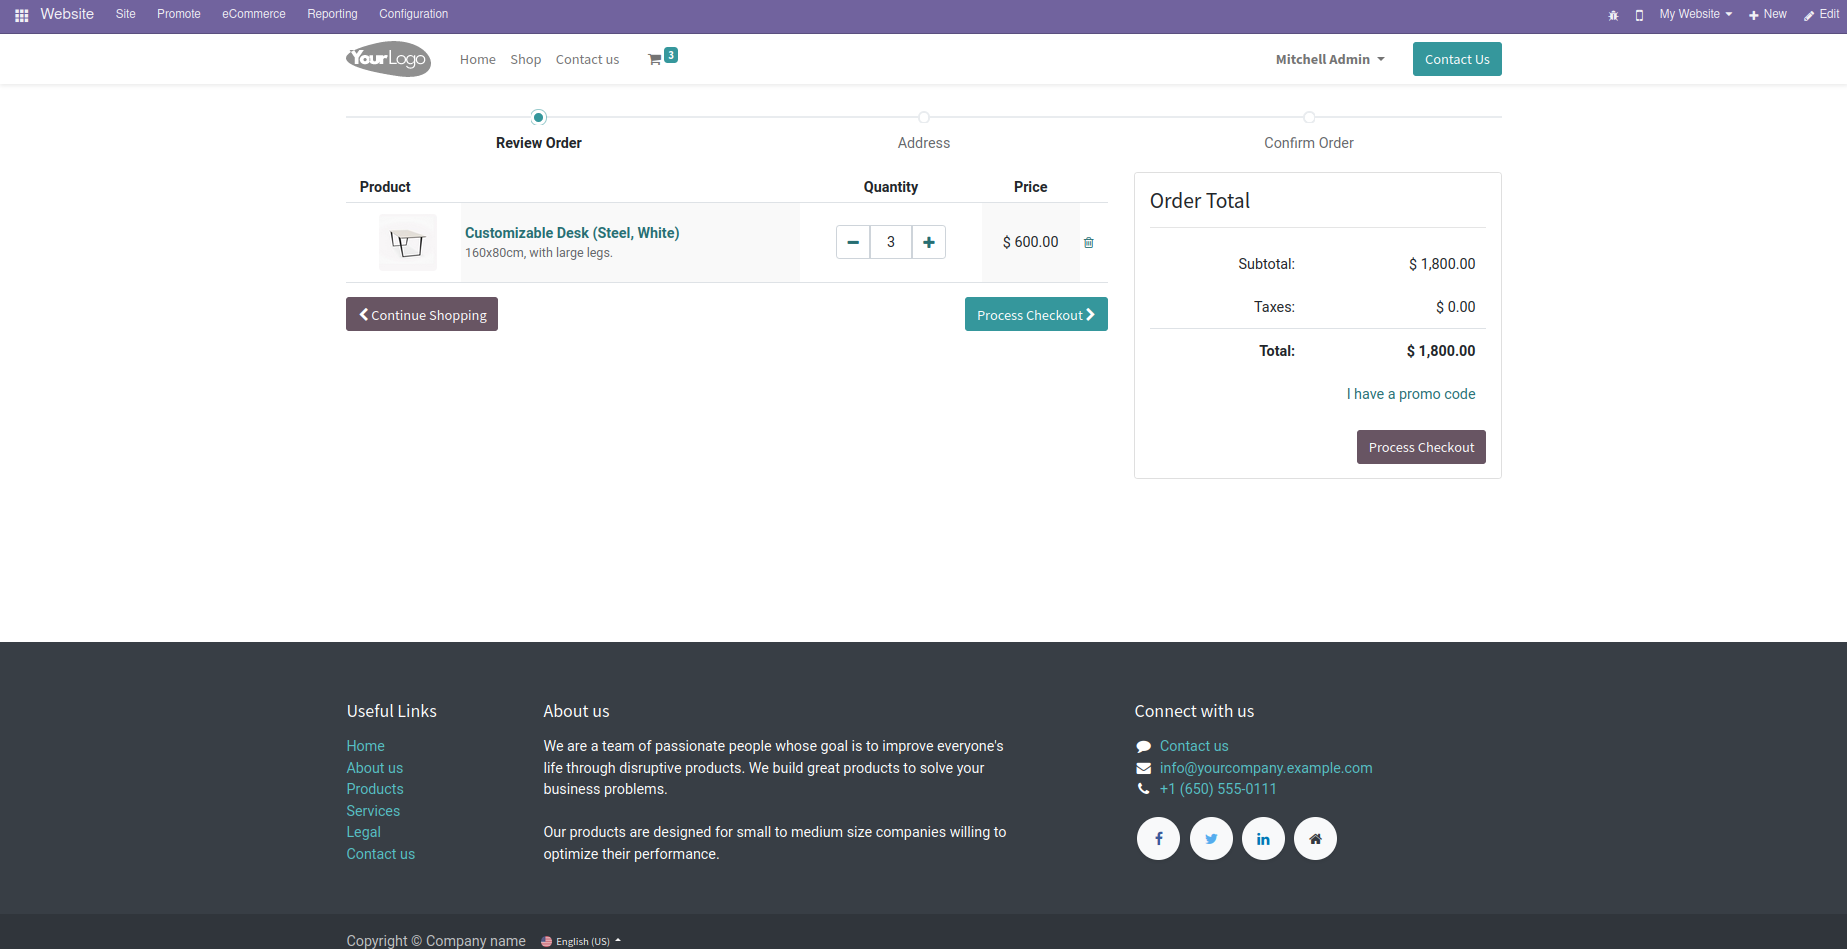 Website Site Promote eCommerce Reporting Configuration My Website New Edit
YourLogo Home Shop Contact us 3 Mitchell Admin Contact Us
Review Order Address Confirm Order
Product Quantity Price
Customizable Desk (Steel, White)
160x80cm, with large legs.
3 $ 600.00
Continue Shopping Process Checkout
Order Total
Subtotal: $ 1,800.00
Taxes: $ 0.00
Total: $ 1,800.00
I have a promo code
Process Checkout
Useful Links
Home
About us
Products
Services
Legal
Contact us
About us
We are a team of passionate people whose goal is to improve everyone's
life through disruptive products. We build great products to solve your
business problems.
Our products are designed for small to medium size companies willing to
optimize their performance.
Connect with us
Contact us
info@yourcompany.example.com
+1 (650) 555-0111
Copyright © Company name English (US)